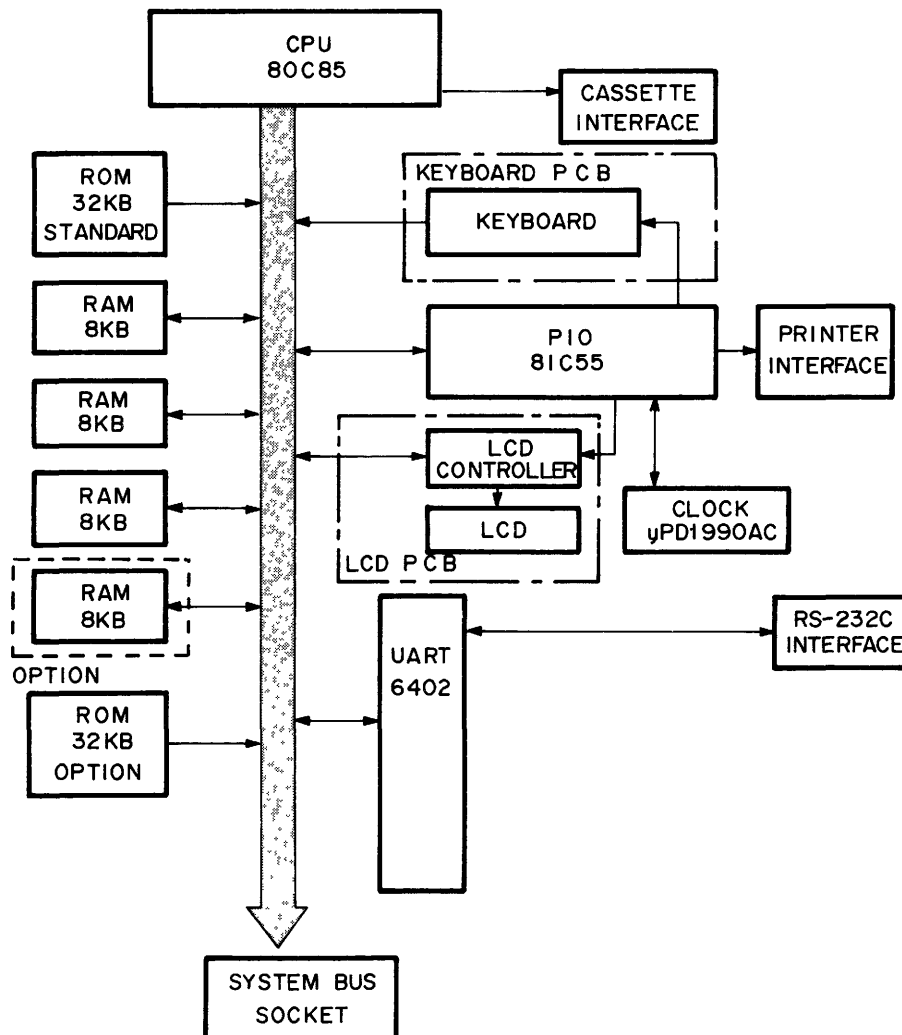 CPU
80C85
CASSETTE
INTERFACE
ROM
32KB
STANDARD
KEYBOARD PCB
KEYBOARD
RAM
8KB
PIO
81C55
PRINTER
INTERFACE
RAM
8KB
LCD
CONTROLLER
RAM
8KB
LCD
CLOCK
µPD1990AC
LCD PCB
RAM
8KB
OPTION
UART
6402
RS-232C
INTERFACE
ROM
32KB
OPTION
SYSTEM BUS
SOCKET